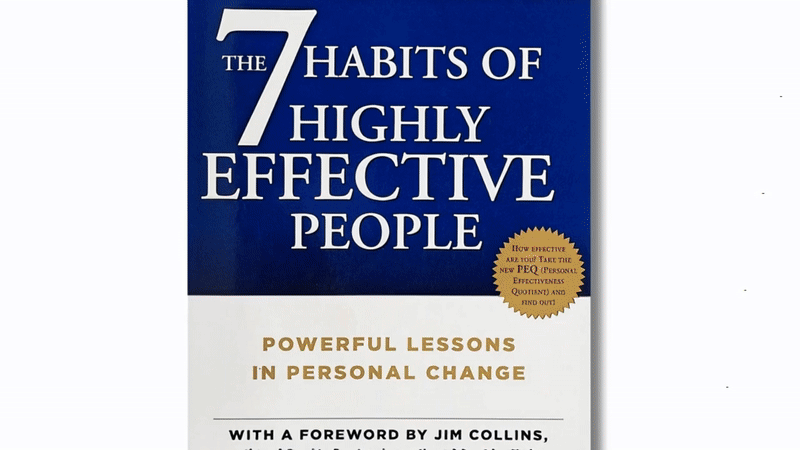 THE 7 HABITS OF
HIGHLY
EFFECTIVE
PEOPLE
HOW EFFECTIVE
ARE YOU? TAKE THE
NEW PEQ (PERSONAL
EFFECTIVENESS
QUOTIENT) AND
FIND OUT!
POWERFUL LESSONS
IN PERSONAL CHANGE
WITH A FOREWORD BY JIM COLLINS,